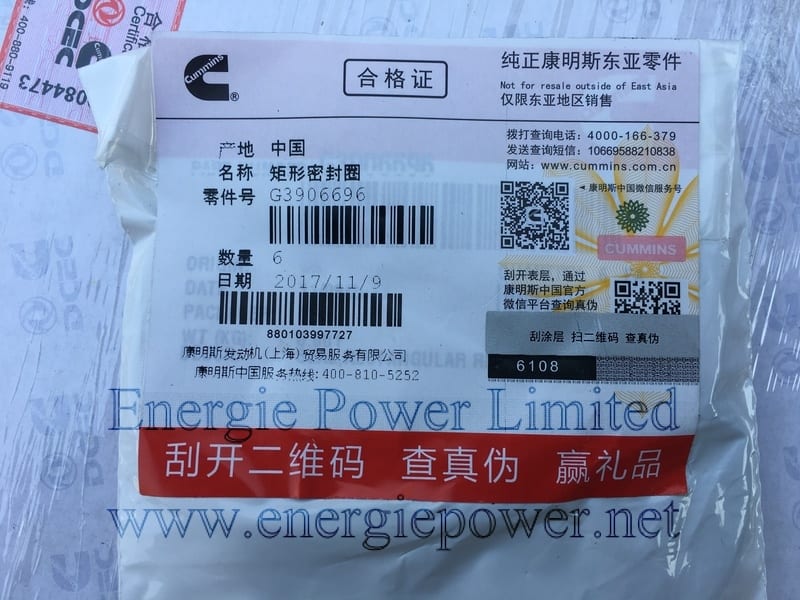 合格
Certific
400-880-9119
084473
Cummins
®
合格证
纯正康明斯东亚零件
Not for resale outside of East Asia
仅限东亚地区销售
拨打查询电话：4000-166-379
发送查询短信：10669588210838
网站：www.cummins.com.cn
产地 中国
名称 矩形密封圈
零件号 G3906696
康明斯中国微信服务号
CUMMINS
数量 6
日期 2017/11/9
880103997727
刮开表层，通过
康明斯中国官方
微信平台查询真伪
刮涂层 扫二维码 查真伪
6108
康明斯发动机(上海)贸易服务有限公司
康明斯中国服务热线:400-810-5252
Energie Power Limited
刮开二维码 查真伪 赢礼品
www.energiepower.net